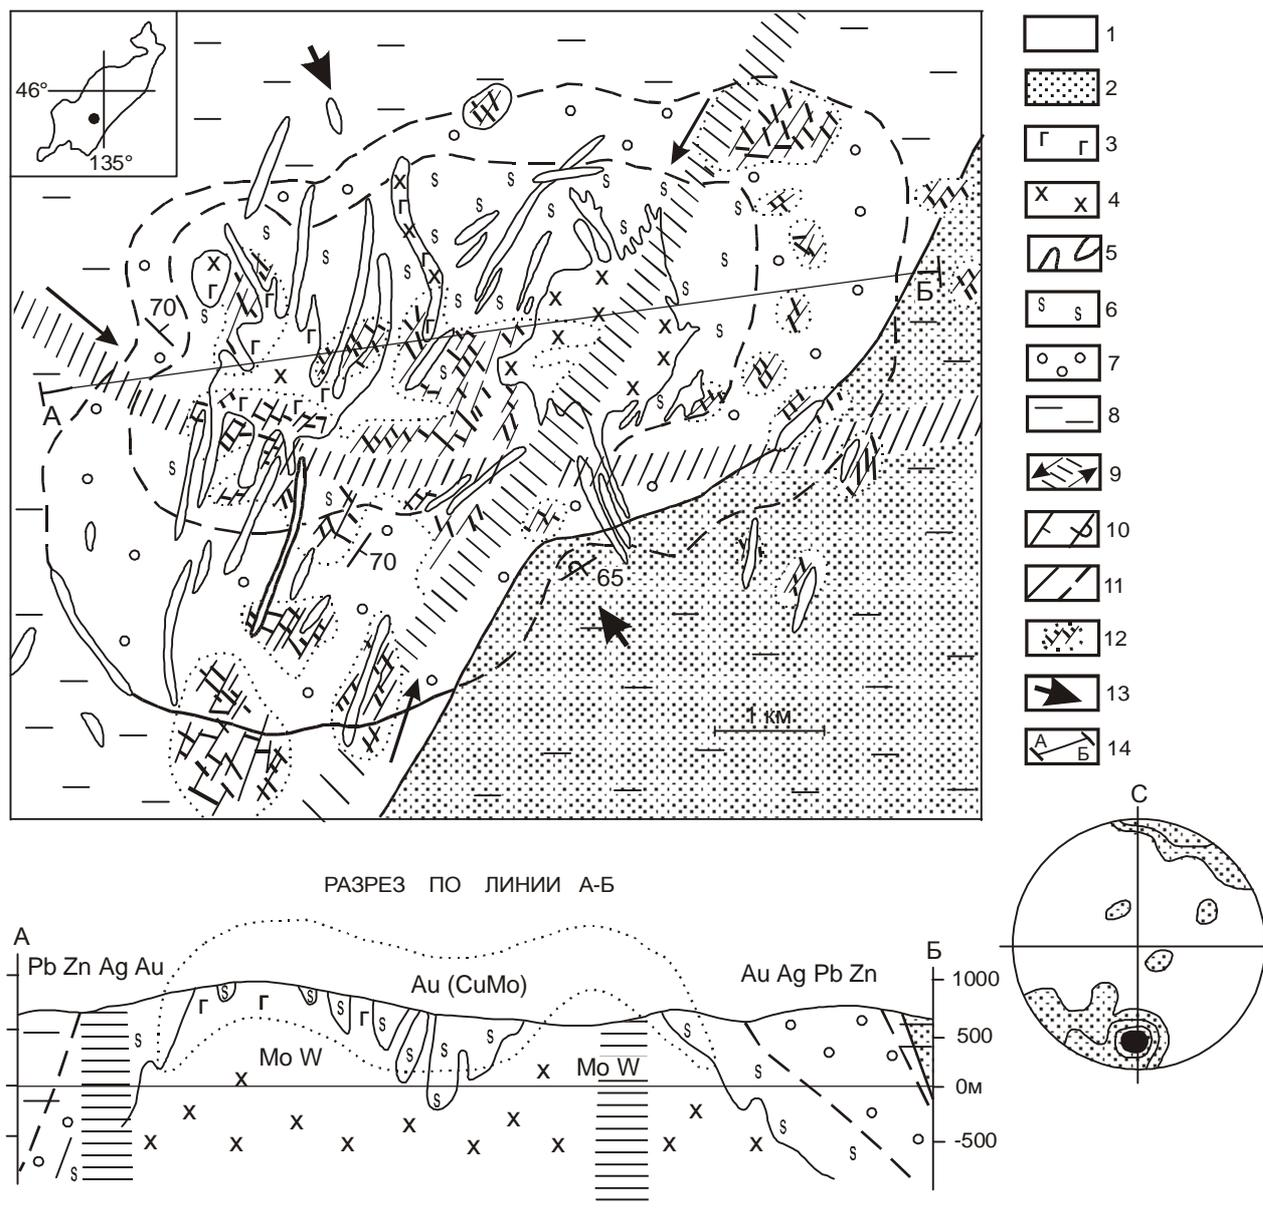 46°
135°
70
А
Б
70
65
1 км
1
2
Г Г 3
X X 4
5
S S 6
7
8
9
10
11
12
13
А Б 14
С
РАЗРЕЗ ПО ЛИНИИ А-Б
А
Б
Pb Zn Ag Au
Au (CuMo)
Au Ag Pb Zn
Mo W
Mo W
1000
500
0м
-500